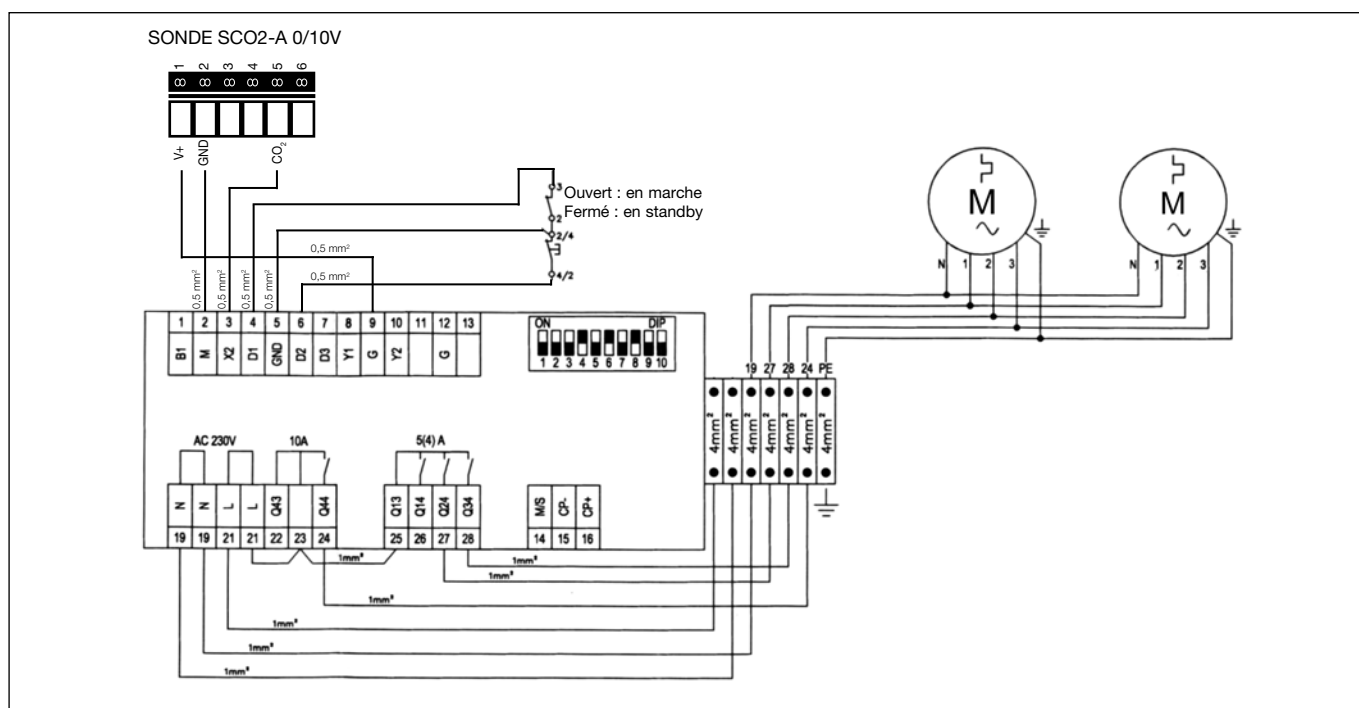 SONDE SCO2-A 0/10V
1 2 3 4 5 6
V+ GND CO₂
3
Ouvert : en marche
Fermé : en standby
2
2/4
4/2
0,5 mm²
0,5 mm²
0,5 mm² 0,5 mm² 0,5 mm² 0,5 mm²
M M
N 1 2 3 N 1 2 3
1 2 3 4 5 6 7 8 9 10 11 12 13
B1 M X2 D1 GND D2 D3 Y1 G Y2 G
ON DIP
1 2 3 4 5 6 7 8 9 10
19 27 28 24 PE
4mm² 4mm² 4mm² 4mm² 4mm² 4mm² 4mm²
AC 230V 10A 5(4) A
N N L L Q43 Q44 Q13 Q14 Q24 Q34 M/S CP- CP+
19 19 21 21 22 23 24 25 26 27 28 14 15 16
1mm²
1mm²
1mm²
1mm²
1mm²
1mm²
1mm²